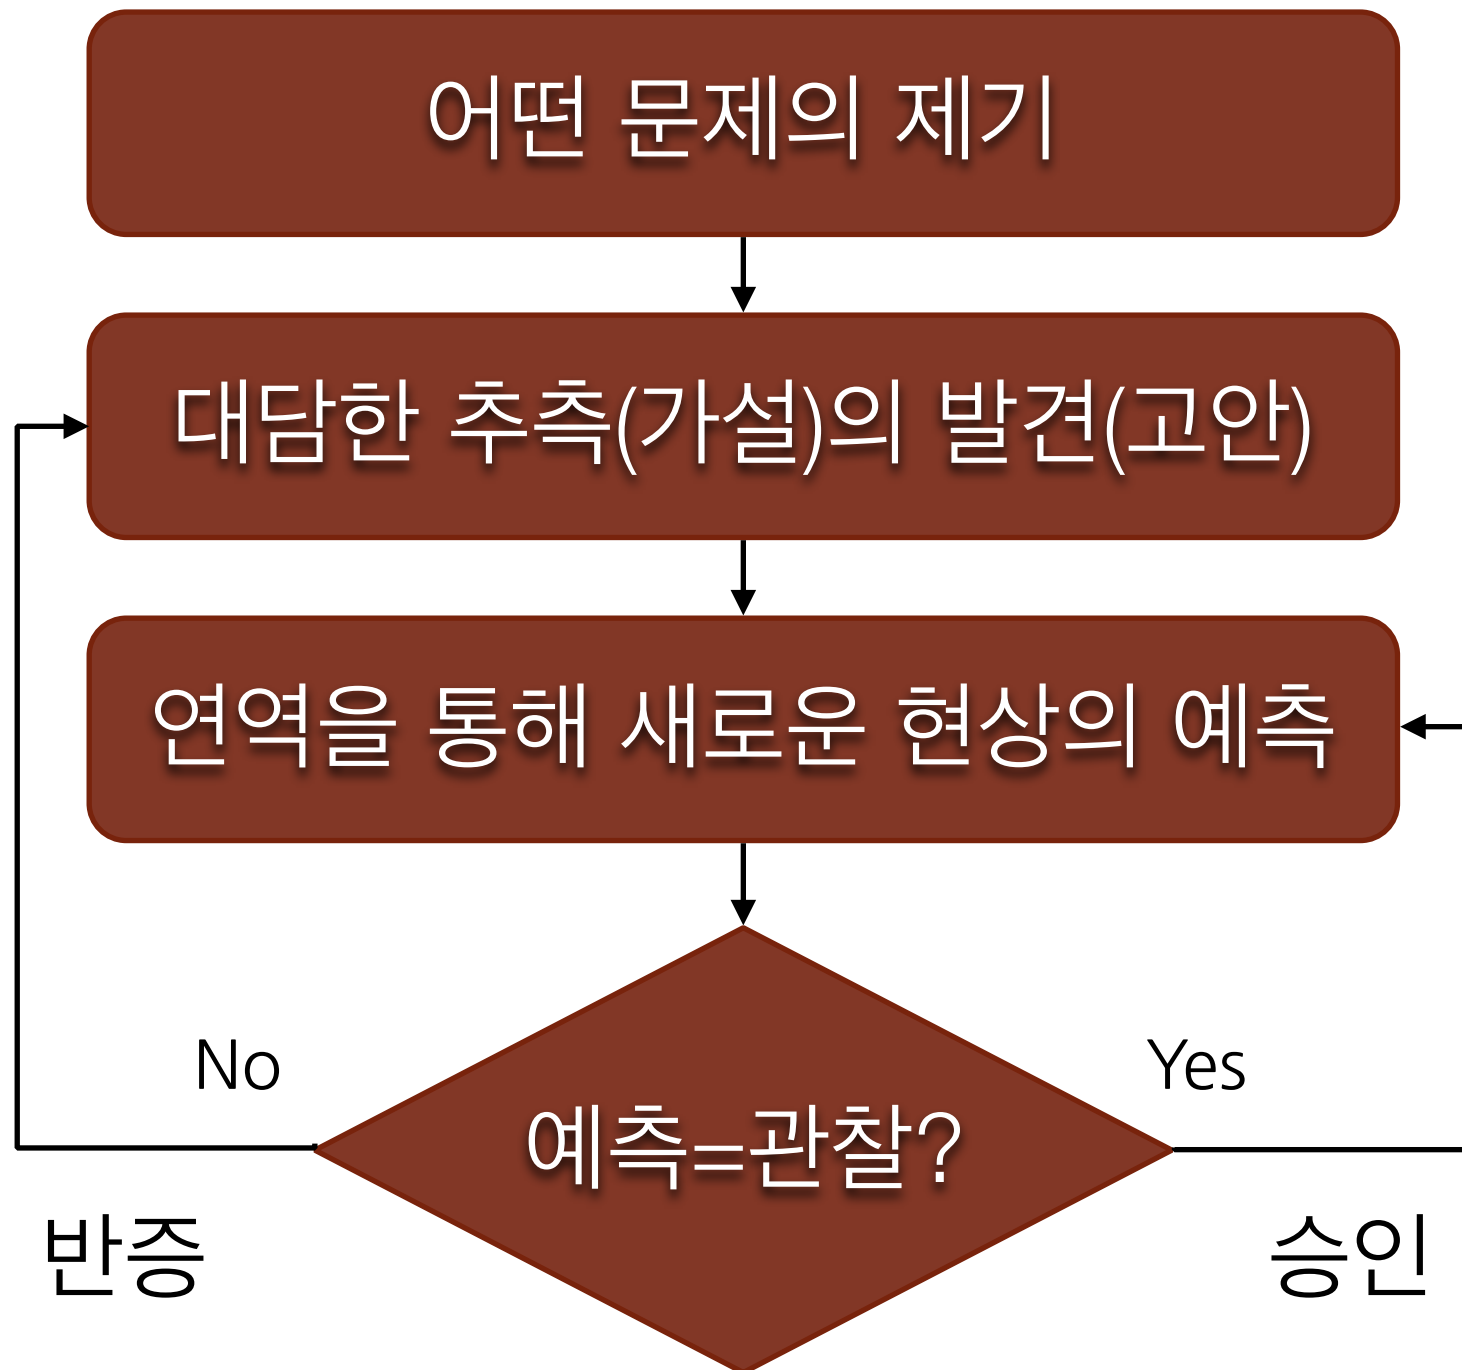 어떤 문제의 제기
대담한 추측(가설)의 발견(고안)
연역을 통해 새로운 현상의 예측
No
Yes
예측=관찰?
반증
승인